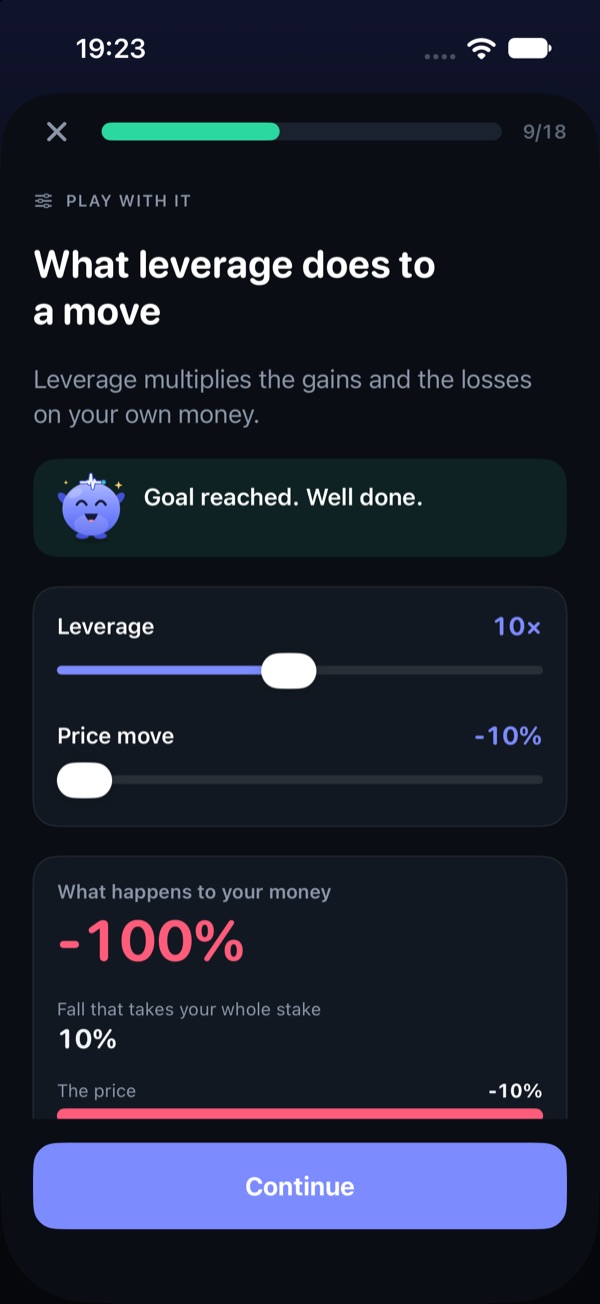 19:23
9/18
PLAY WITH IT
What leverage does to
a move
Leverage multiplies the gains and the losses
on your own money.
Goal reached. Well done.
Leverage 10×
Price move -10%
What happens to your money
-100%
Fall that takes your whole stake
10%
The price -10%
Continue